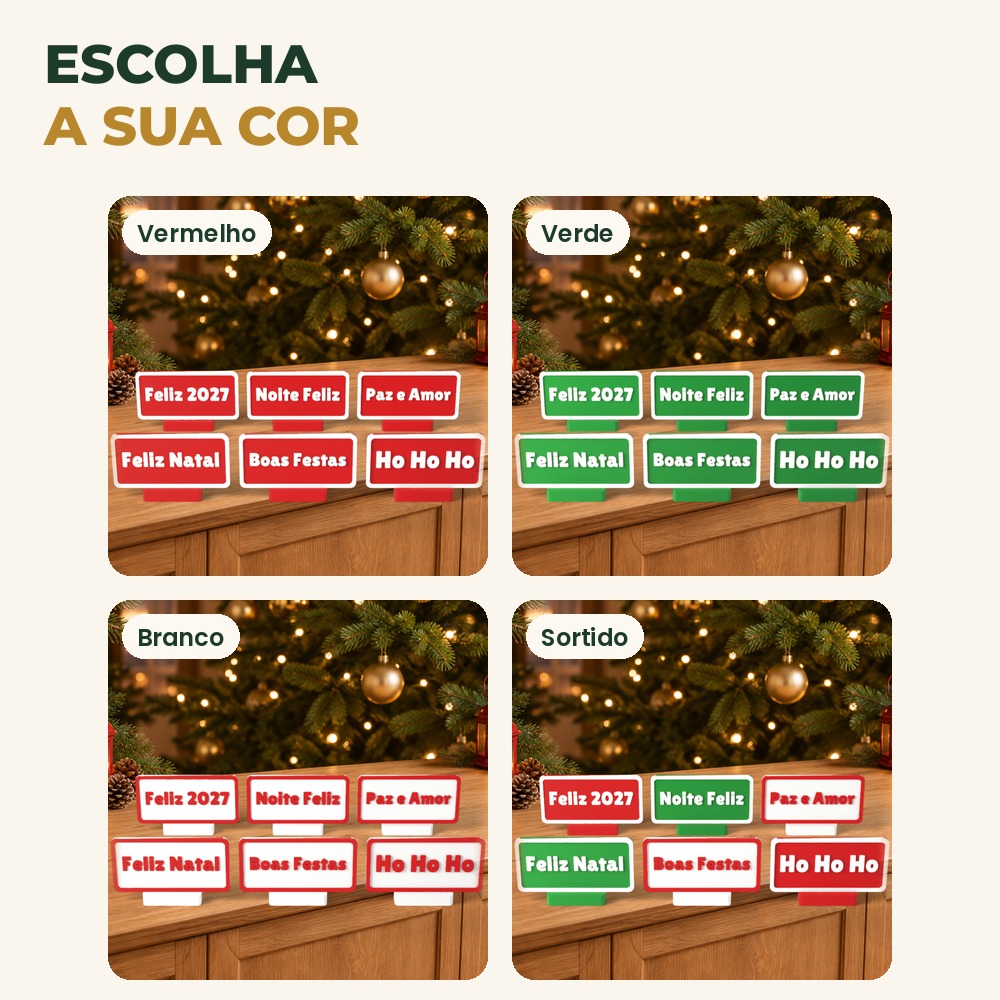 ESCOLHA
A SUA COR
Vermelho
Feliz 2027
Noite Feliz
Paz e Amor
Feliz Natal
Boas Festas
Ho Ho Ho
Verde
Feliz 2027
Noite Feliz
Paz e Amor
Feliz Natal
Boas Festas
Ho Ho Ho
Branco
Feliz 2027
Noite Feliz
Paz e Amor
Feliz Natal
Boas Festas
Ho Ho Ho
Sortido
Feliz 2027
Noite Feliz
Paz e Amor
Feliz Natal
Boas Festas
Ho Ho Ho